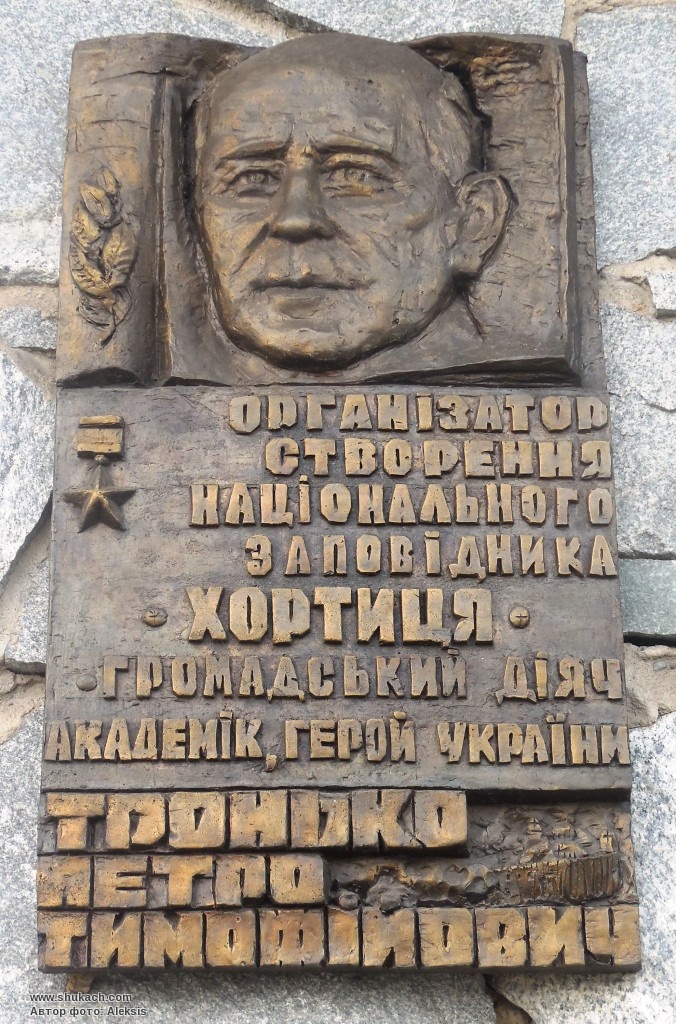 ОРГАНІЗАТОР
СТВОРЕННЯ
НАЦІОНАЛЬНОГО
ЗАПОВІДНИКА
ХОРТИЦЯ
ГРОМАДСЬКИЙ ДІЯЧ
АКАДЕМІК, ГЕРОЙ УКРАЇНИ
ТРОНЬКО
ПЕТРО
ТИМОФІЙОВИЧ
www.shukach.com
Автор фото: Aleksis